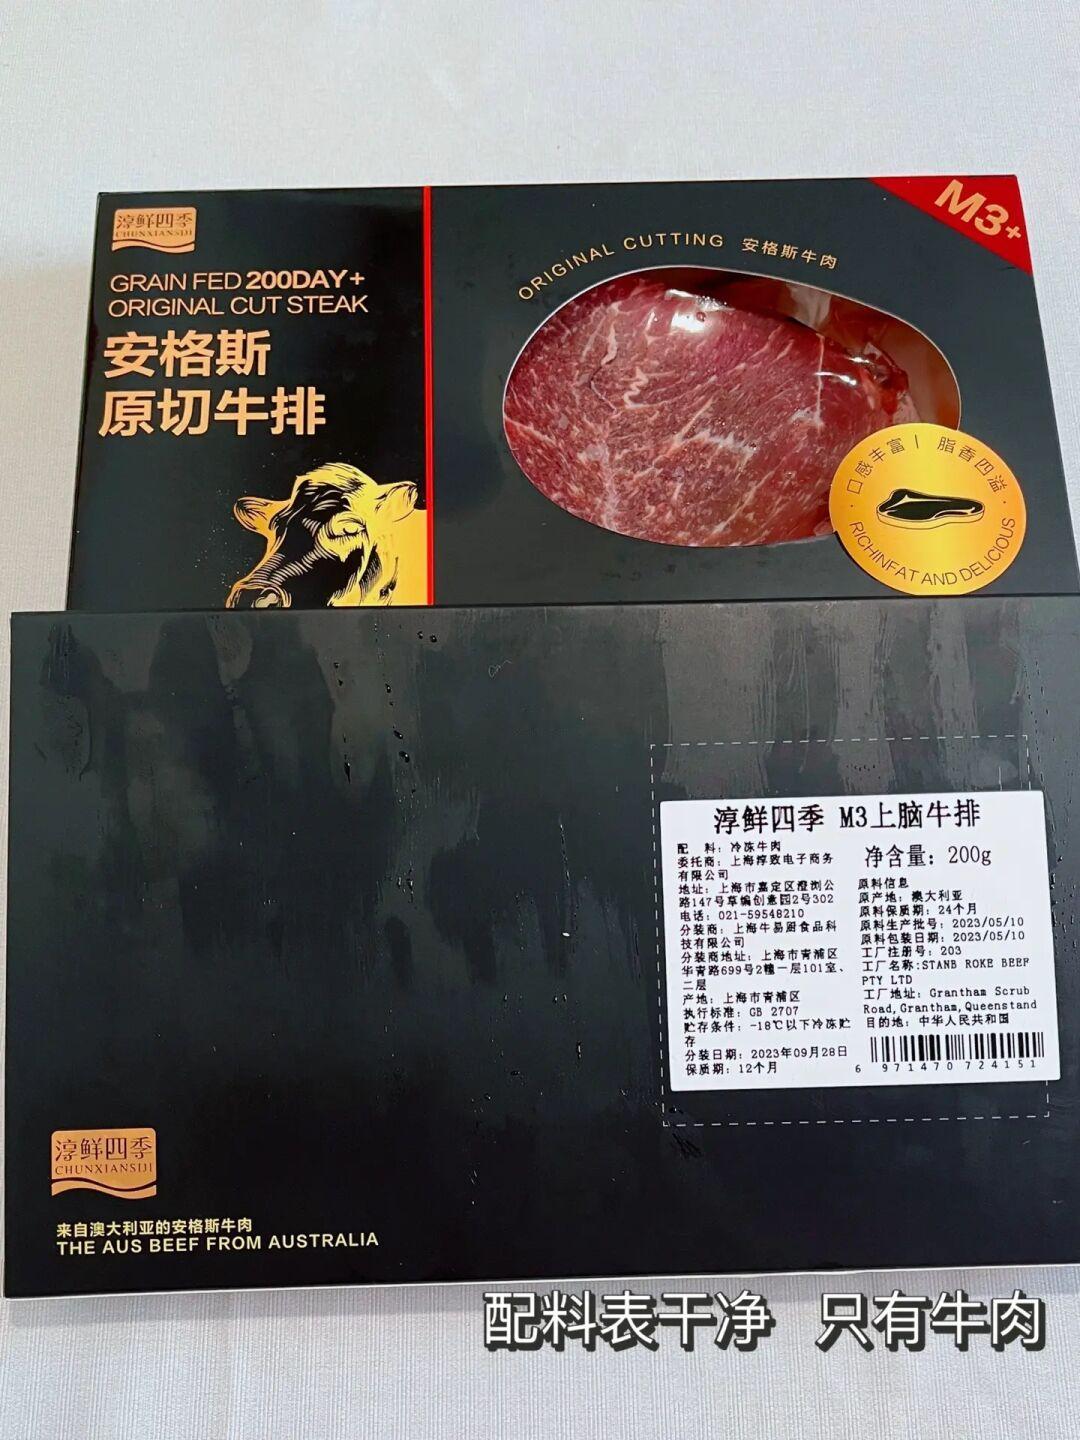 淳鲜四季
CHUNXIANSIJI
GRAIN FED 200DAY+
ORIGINAL CUT STEAK
安格斯
原切牛排
ORIGINAL CUTTING 安格斯牛肉
M3+
口感丰富 | 脂香四溢
RICHINFAT AND DELICIOUS
淳鲜四季 M3上脑牛排
配 料：冷冻牛肉
委托商：上海淳致电子商务
有限公司
地址：上海市嘉定区澄浏公
路147号草编创意园2号302
电话：021-59548210
分装商：上海牛易厨食品科
技有限公司
分装商地址：上海市青浦区
华青路699号2幢一层101室、
二层
产地：上海市青浦区
执行标准：GB 2707
贮存条件：-18℃以下冷冻贮
存
分装日期：2023年09月28日
保质期：12个月
净含量：200g
原料信息
原产地：澳大利亚
原料保质期：24个月
原料生产批号：2023/05/10
原料包装日期：2023/05/10
工厂注册号：203
工厂名称:STANB ROKE BEEF
PTY LTD
工厂地址：Grantham Scrub
Road,Grantham,Queenstand
目的地：中华人民共和国
6 971470 724151
淳鲜四季
CHUNXIANSIJI
来自澳大利亚的安格斯牛肉
THE AUS BEEF FROM AUSTRALIA
配料表干净 只有牛肉